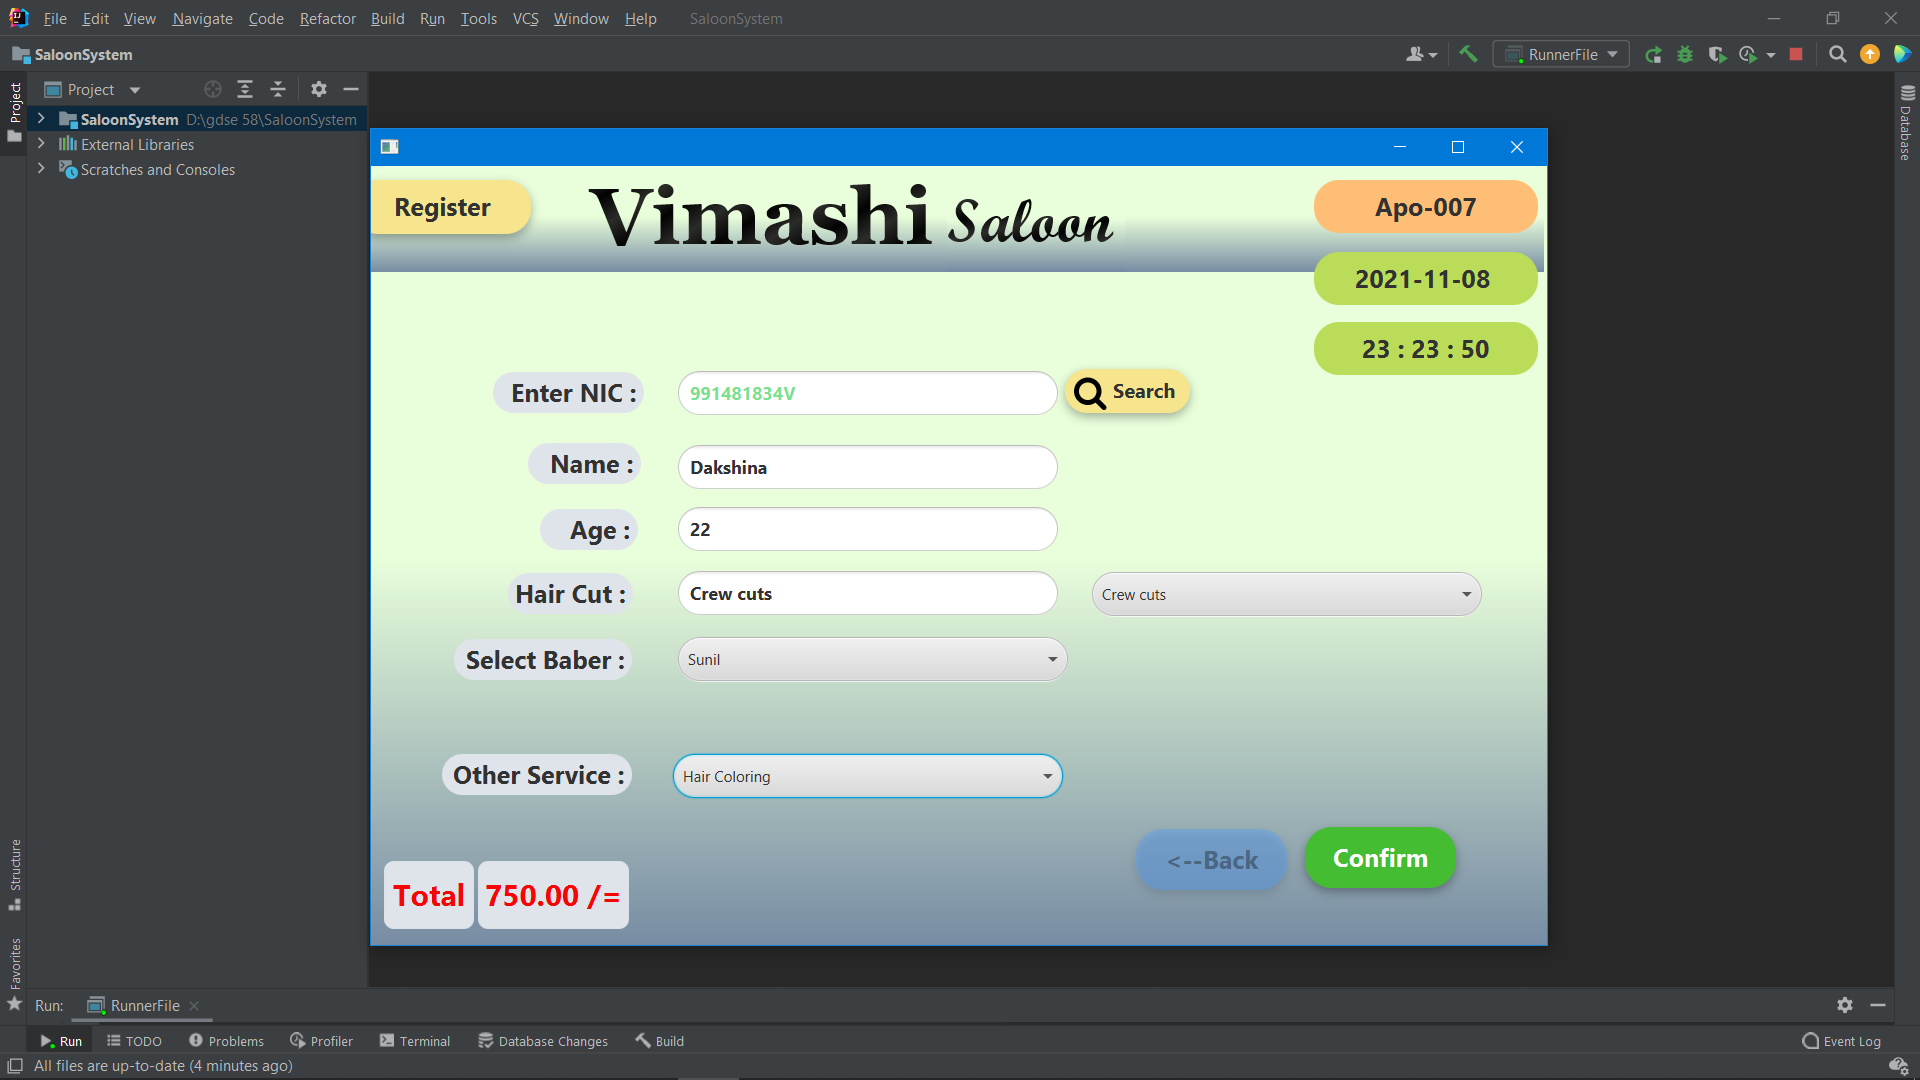 File Edit View Navigate Code Refactor Build Run Tools VCS Window Help SaloonSystem
SaloonSystem
RunnerFile
Project
Project
SaloonSystem D:\gdse 58\SaloonSystem
External Libraries
Scratches and Consoles
Database
Register
Vimashi Saloon
Apo-007
2021-11-08
23 : 23 : 50
Enter NIC : 991481834V Search
Name : Dakshina
Age : 22
Hair Cut : Crew cuts Crew cuts
Select Baber : Sunil
Other Service : Hair Coloring
<--Back Confirm
Total 750.00 /=
Structure
Favorites
Run: RunnerFile
Run TODO Problems Profiler Terminal Database Changes Build Event Log
All files are up-to-date (4 minutes ago)